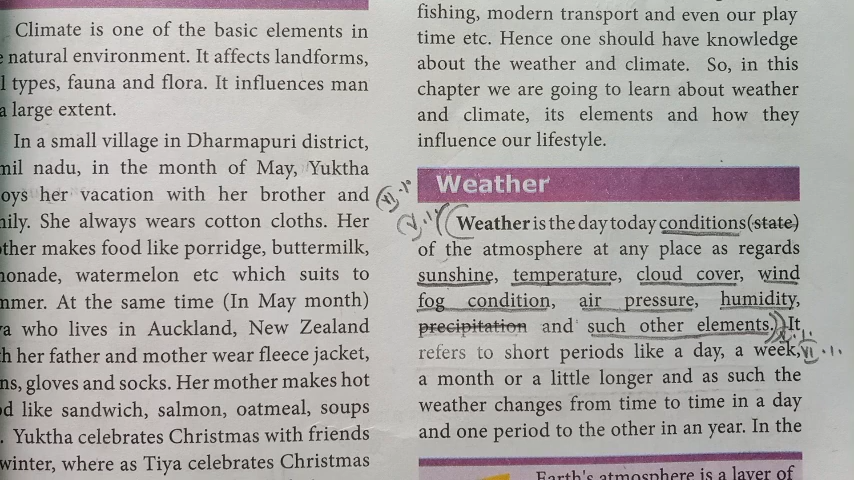 Climate is one of the basic elements in
natural environment. It affects landforms,
types, fauna and flora. It influences man
a large extent.
In a small village in Dharmapuri district,
nadu, in the month of May, Yuktha
her vacation with her brother and
She always wears cotton cloths. Her
makes food like porridge, buttermilk,
watermelon etc which suits to
At the same time (In May month)
who lives in Auckland, New Zealand
her father and mother wear fleece jacket,
gloves and socks. Her mother makes hot
like sandwich, salmon, oatmeal, soups
. Yuktha celebrates Christmas with friends
winter, where as Tiya celebrates Christmas
fishing, modern transport and even our play
time etc. Hence one should have knowledge
about the weather and climate. So, in this
chapter we are going to learn about weather
and climate, its elements and how they
influence our lifestyle.
Weather
Weather is the day today conditions(state)
of the atmosphere at any place as regards
sunshine, temperature, cloud cover, wind
fog condition, air pressure, humidity,
precipitation and such other elements. It
refers to short periods like a day, a week,
a month or a little longer and as such the
weather changes from time to time in a day
and one period to the other in an year. In the
Earth's atmosphere is a layer of